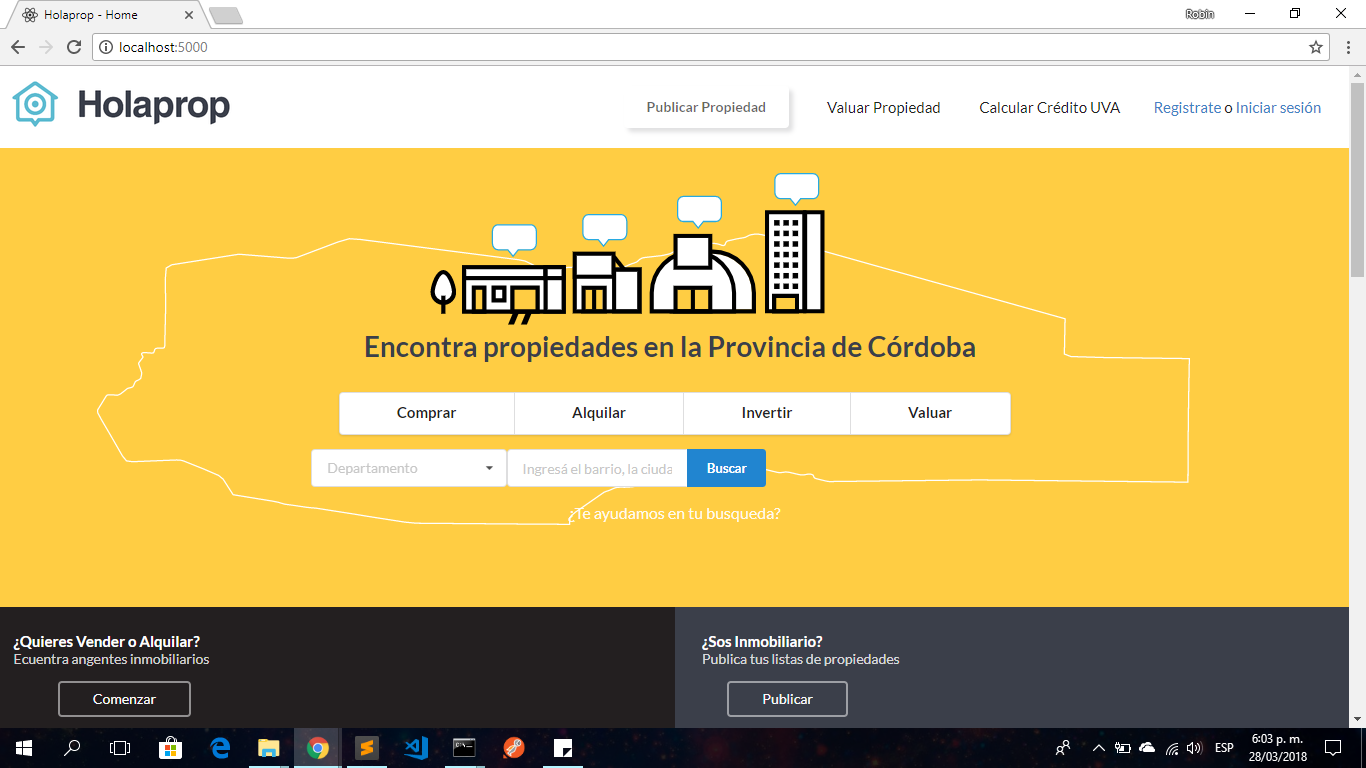 Holaprop - Home
Robin
localhost:5000
Holaprop
Publicar Propiedad
Valuar Propiedad
Calcular Crédito UVA
Registrate o Iniciar sesión
Encontra propiedades en la Provincia de Córdoba
Comprar
Alquilar
Invertir
Valuar
Departamento
Ingresá el barrio, la ciuda
Buscar
¿Te ayudamos en tu busqueda?
¿Quieres Vender o Alquilar?
Ecuentra angentes inmobiliarios
Comenzar
¿Sos Inmobiliario?
Publica tus listas de propiedades
Publicar
ESP
6:03 p. m.
28/03/2018